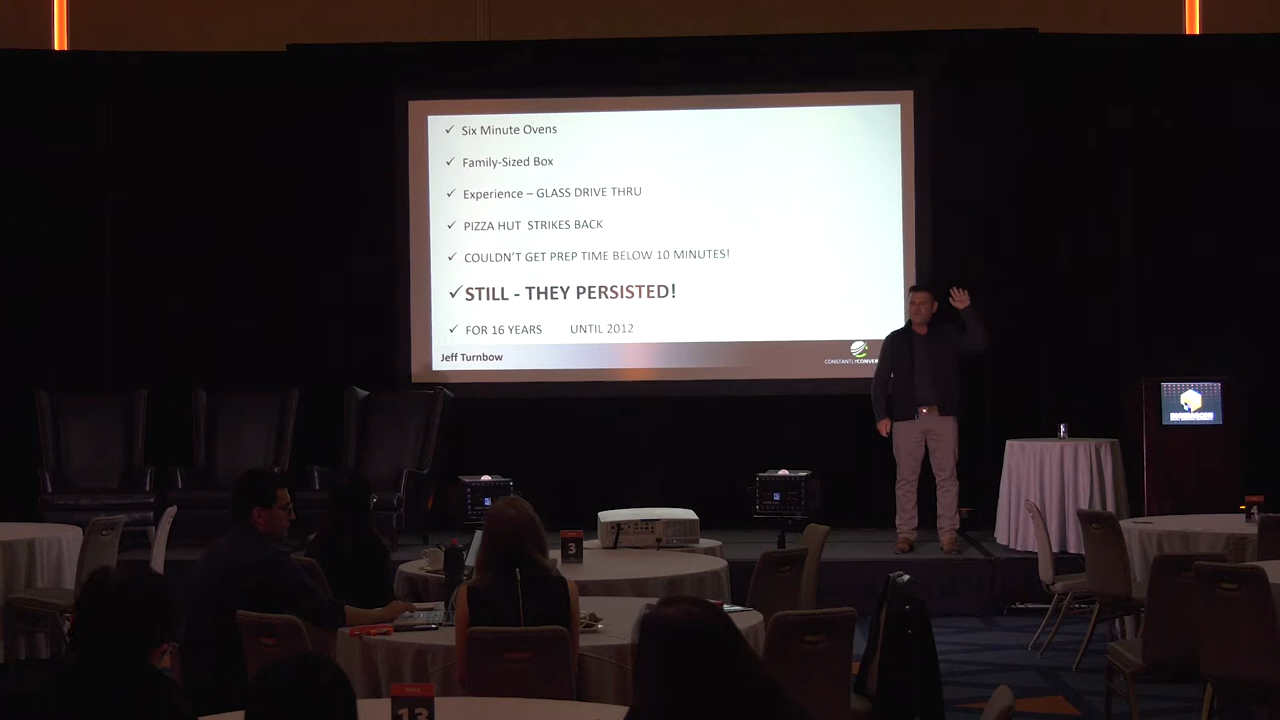 ✓ Six Minute Ovens
✓ Family-Sized Box
✓ Experience – GLASS DRIVE THRU
✓ PIZZA HUT STRIKES BACK
✓ COULDN'T GET PREP TIME BELOW 10 MINUTES!
✓ STILL - THEY PERSISTED!
✓ FOR 16 YEARS UNTIL 2012
Jeff Turnbow
3
4
13